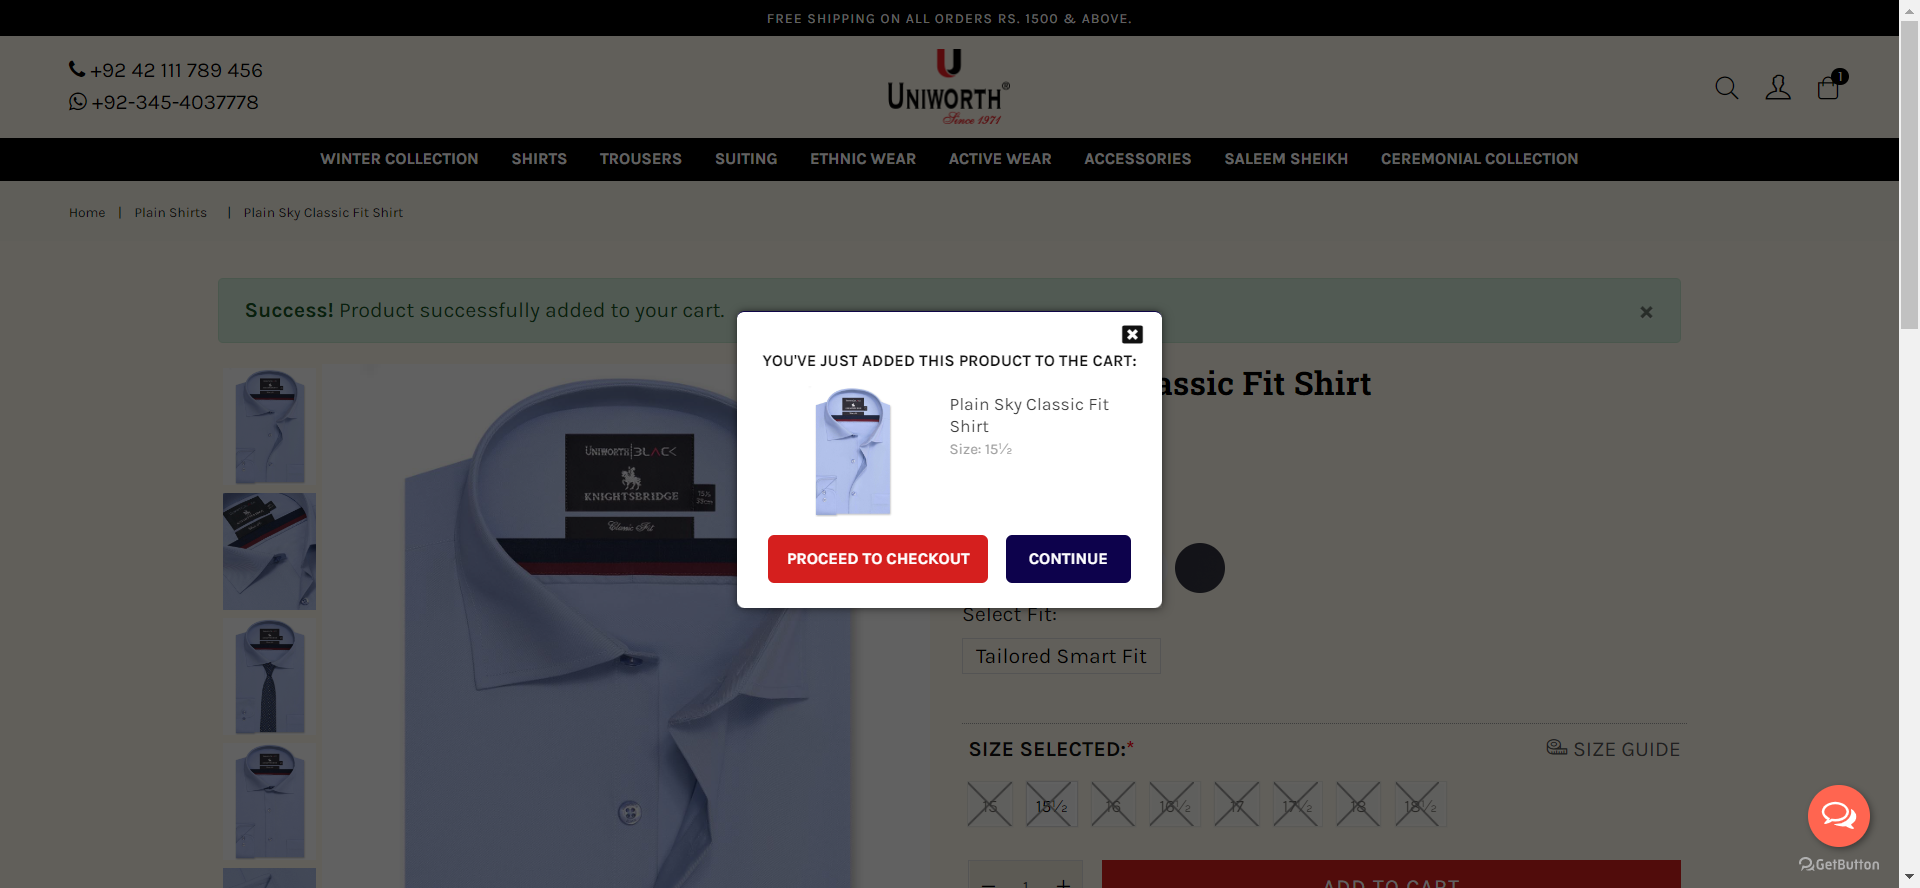 FREE SHIPPING ON ALL ORDERS RS. 1500 & ABOVE.
+92 42 111 789 456
+92-345-4037778
UNIWORTH®
Since 1971
1
WINTER COLLECTION SHIRTS TROUSERS SUITING ETHNIC WEAR ACTIVE WEAR ACCESSORIES SALEEM SHEIKH CEREMONIAL COLLECTION
Home | Plain Shirts | Plain Sky Classic Fit Shirt
Success! Product successfully added to your cart. ×
YOU'VE JUST ADDED THIS PRODUCT TO THE CART:
Plain Sky Classic Fit
Shirt
Size: 15½
PROCEED TO CHECKOUT CONTINUE
assic Fit Shirt
UNIWORTH|BLACK
KNIGHTSBRIDGE
15½
Classic Fit
Select Fit:
Tailored Smart Fit
SIZE SELECTED:* SIZE GUIDE
15 15½ 16 16½ 17 17½ 18 18½
− 1 + ADD TO CART
GetButton